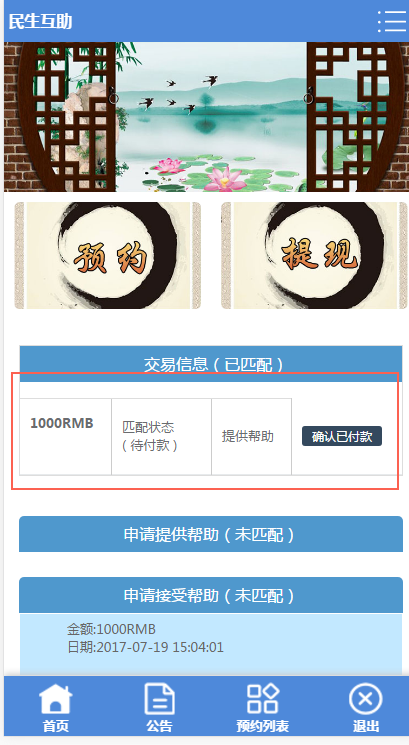 民生互助
预约
提现
交易信息（已匹配）
1000RMB
匹配状态
（待付款）
提供帮助
确认已付款
申请提供帮助（未匹配）
申请接受帮助（未匹配）
金额:1000RMB
日期:2017-07-19 15:04:01
首页
公告
预约列表
退出